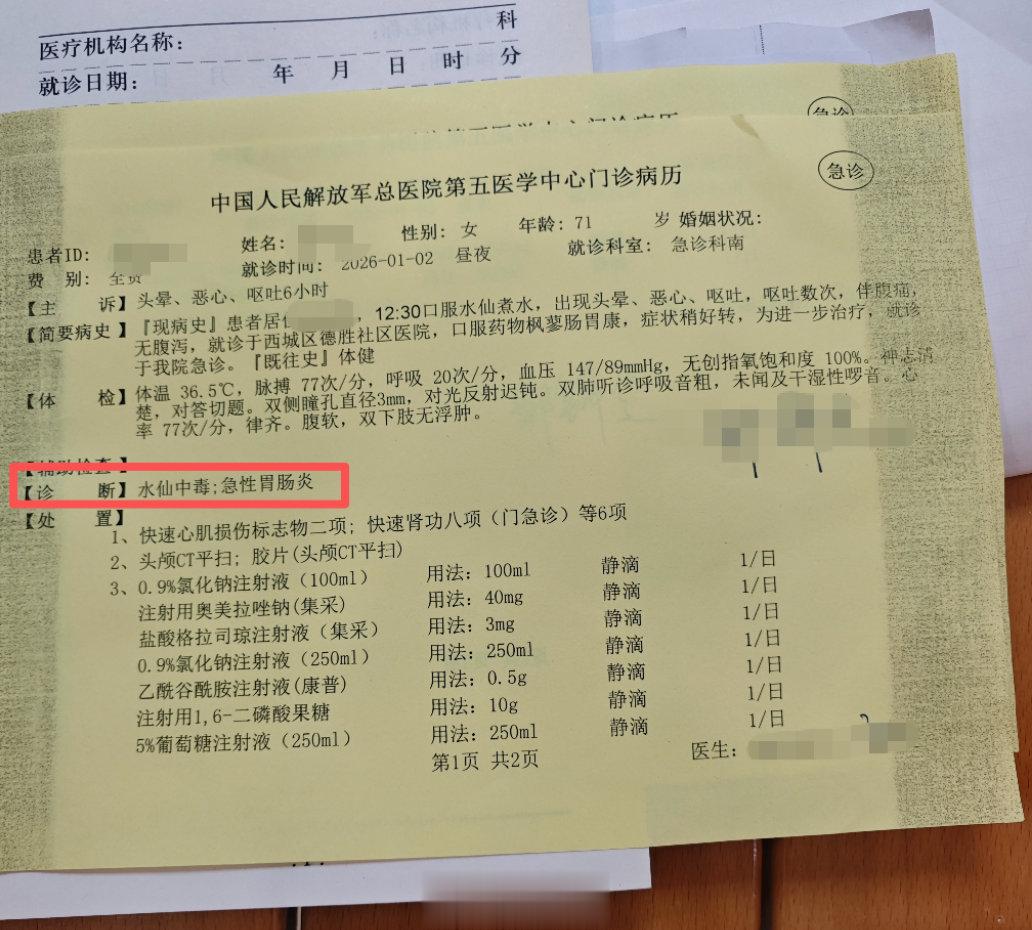 科
医疗机构名称:
就诊日期: 年 月 日 时 分
急诊
中国人民解放军总医院第五医学中心门诊病历
急诊
患者ID: 姓名: 性别: 女 年龄: 71 岁 婚姻状况:
费 别: 全费 就诊时间: 2026-01-02 昼夜 就诊科室: 急诊科南
【主 诉】头晕、恶心、呕吐6小时
【简要病史】『现病史』患者居住, 12:30口服水仙煮水，出现头晕、恶心、呕吐，呕吐数次，伴腹痛，
无腹泻，就诊于西城区德胜社区医院，口服药物枫蓼肠胃康，症状稍好转，为进一步治疗，就诊
于我院急诊。『既往史』体健
【体 检】体温 36.5℃，脉搏 77次/分，呼吸 20次/分，血压 147/89mmHg，无创指氧饱和度 100%。神志清
楚，对答切题。双侧瞳孔直径3mm，对光反射迟钝。双肺听诊呼吸音粗，未闻及干湿性啰音。心
率 77次/分，律齐。腹软，双下肢无浮肿。
【辅助检查】
【诊 断】水仙中毒;急性胃肠炎
【处 置】
1、快速心肌损伤标志物二项; 快速肾功八项（门急诊）等6项
2、头颅CT平扫; 胶片(头颅CT平扫)
3、0.9%氯化钠注射液（100ml） 用法: 100ml 静滴 1/日
注射用奥美拉唑钠(集采) 用法: 40mg 静滴 1/日
盐酸格拉司琼注射液（集采） 用法: 3mg 静滴 1/日
0.9%氯化钠注射液（250ml） 用法: 250ml 静滴 1/日
乙酰谷酰胺注射液(康普) 用法: 0.5g 静滴 1/日
注射用1,6-二磷酸果糖 用法: 10g 静滴 1/日
5%葡萄糖注射液（250ml） 用法: 250ml 静滴 1/日
第1页 共2页
医生: